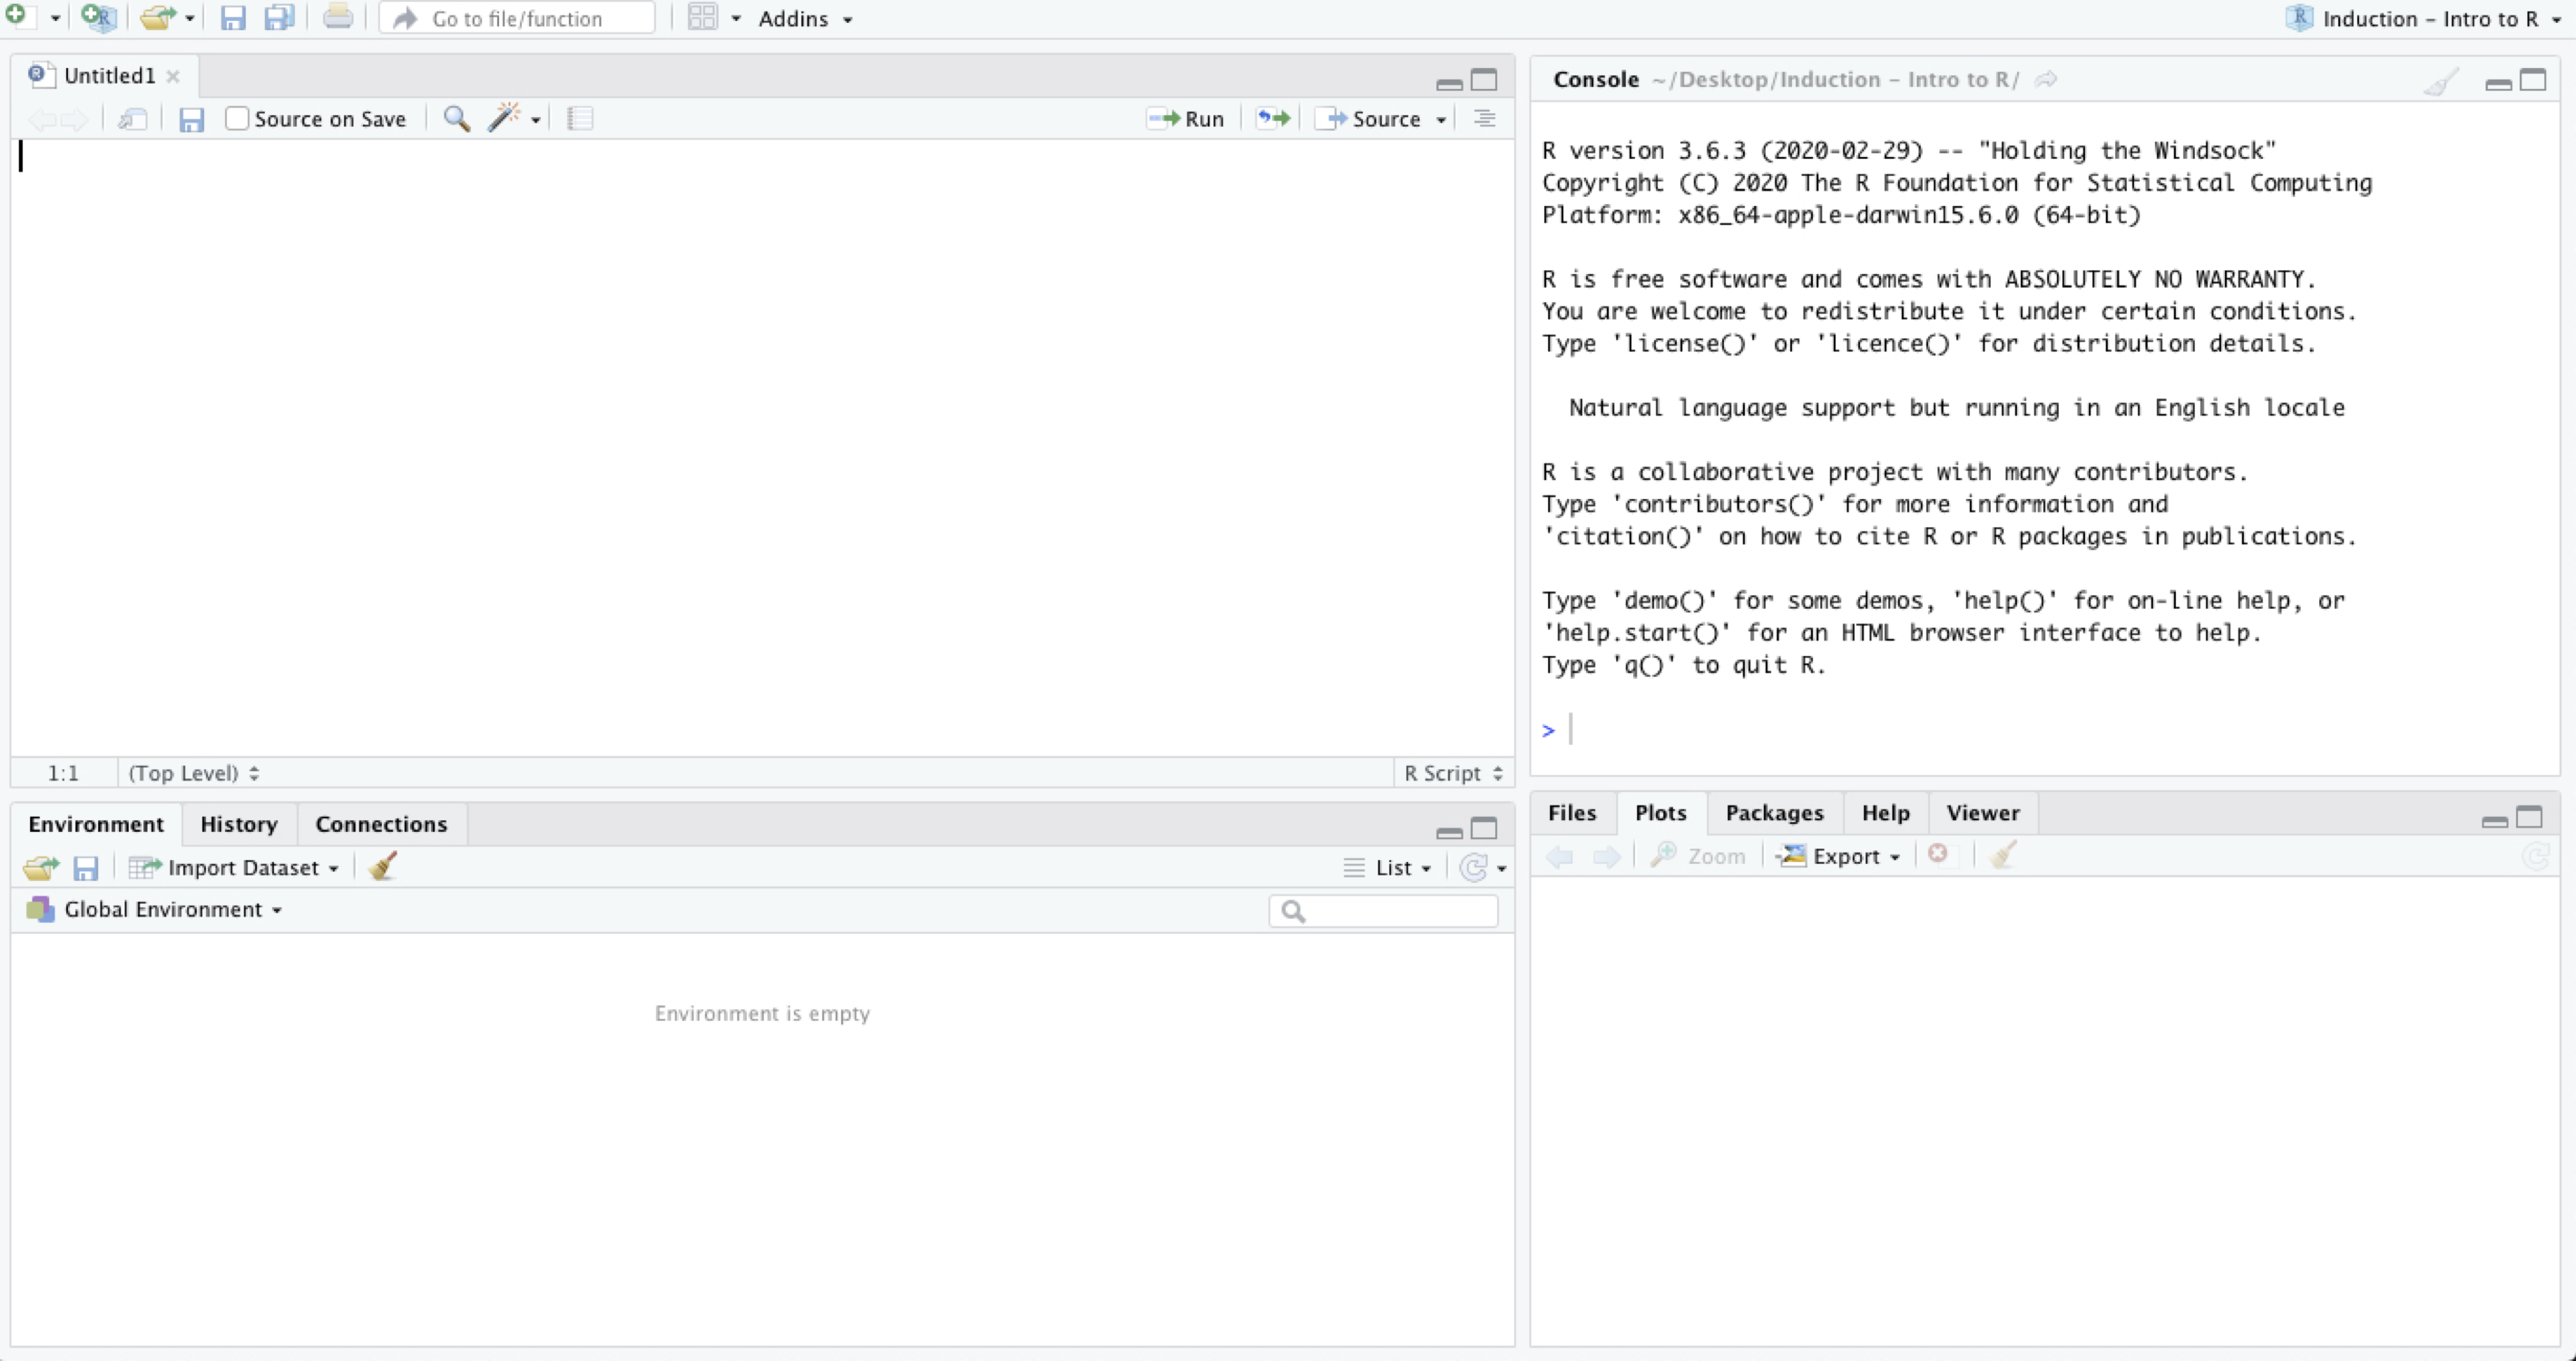 Go to file/function
Addins
Induction – Intro to R
Untitled1
Source on Save
Run
Source
1:1
(Top Level)
R Script
Console ~/Desktop/Induction – Intro to R/
R version 3.6.3 (2020-02-29) -- "Holding the Windsock"
Copyright (C) 2020 The R Foundation for Statistical Computing
Platform: x86_64-apple-darwin15.6.0 (64-bit)
R is free software and comes with ABSOLUTELY NO WARRANTY.
You are welcome to redistribute it under certain conditions.
Type 'license()' or 'licence()' for distribution details.
Natural language support but running in an English locale
R is a collaborative project with many contributors.
Type 'contributors()' for more information and
'citation()' on how to cite R or R packages in publications.
Type 'demo()' for some demos, 'help()' for on-line help, or
'help.start()' for an HTML browser interface to help.
Type 'q()' to quit R.
>
Environment History Connections
Import Dataset
List
Global Environment
Environment is empty
Files Plots Packages Help Viewer
Zoom Export